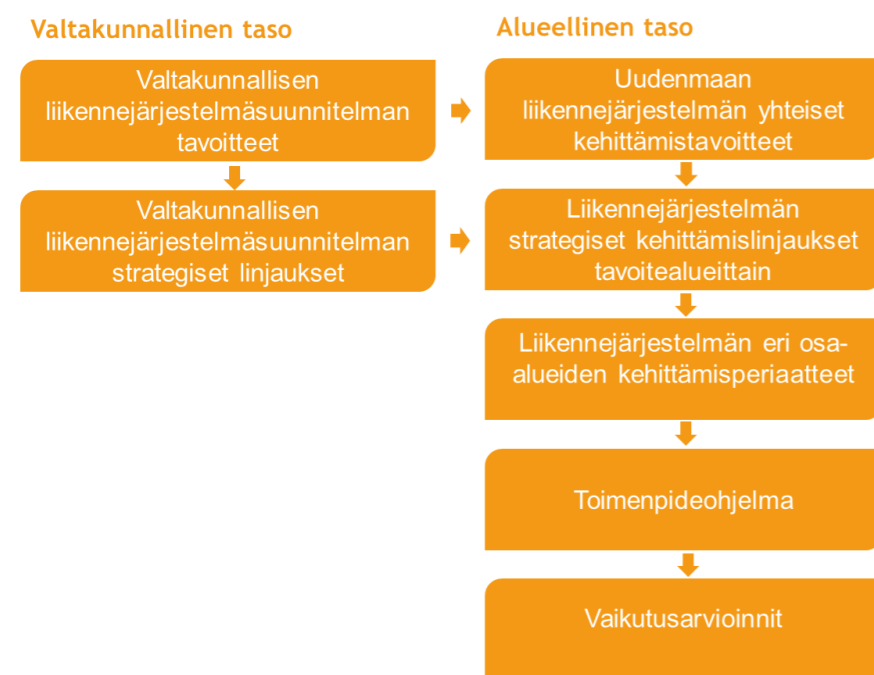 Valtakunnallinen taso
Valtakunnallisen
liikennejärjestelmäsuunnitelman
tavoitteet
Valtakunnallisen
liikennejärjestelmäsuunnitelman
strategiset linjaukset
Alueellinen taso
Uudenmaan
liikennejärjestelmän yhteiset
kehittämistavoitteet
Liikennejärjestelmän
strategiset kehittämislinjaukset
tavoitealueittain
Liikennejärjestelmän eri osa-
alueiden kehittämisperiaatteet
Toimenpideohjelma
Vaikutusarvioinnit